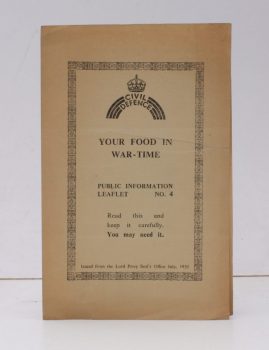 CIVIL
DEFENCE
YOUR FOOD IN
WAR-TIME
PUBLIC INFORMATION
LEAFLET NO. 4
Read this and
keep it carefully.
You may need it.
Issued from the Lord Privy Seal's Office July, 1939